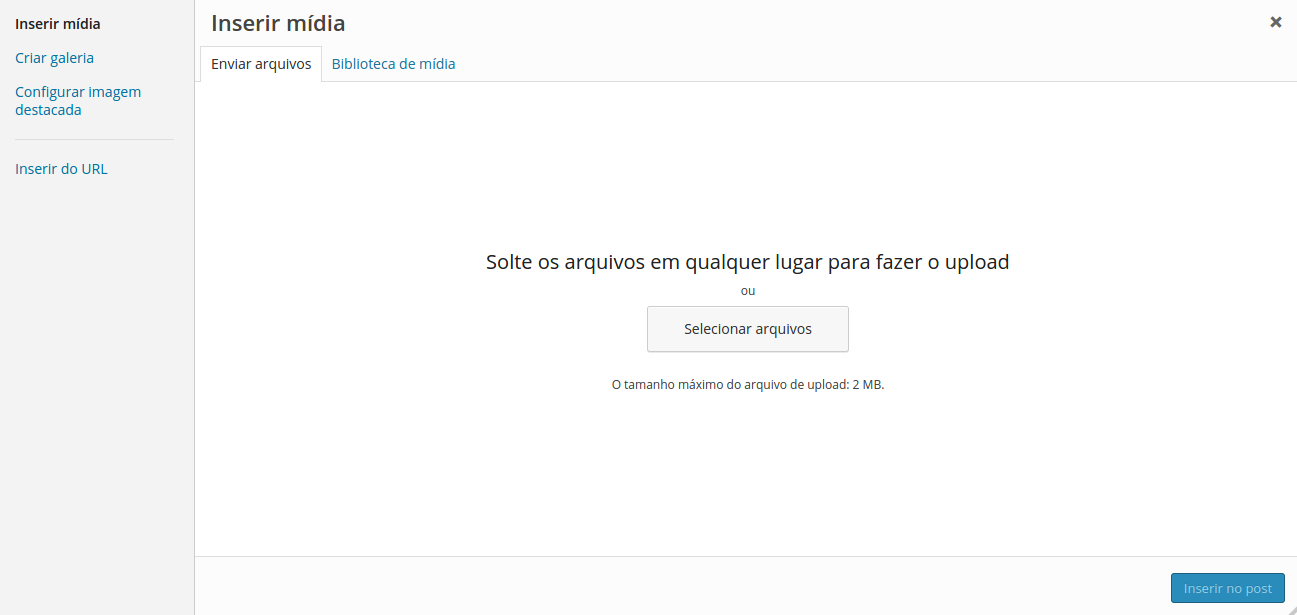 Inserir mídia
Criar galeria
Configurar imagem
destacada
Inserir do URL
Inserir mídia
Enviar arquivos
Biblioteca de mídia
Solte os arquivos em qualquer lugar para fazer o upload
ou
Selecionar arquivos
O tamanho máximo do arquivo de upload: 2 MB.
Inserir no post